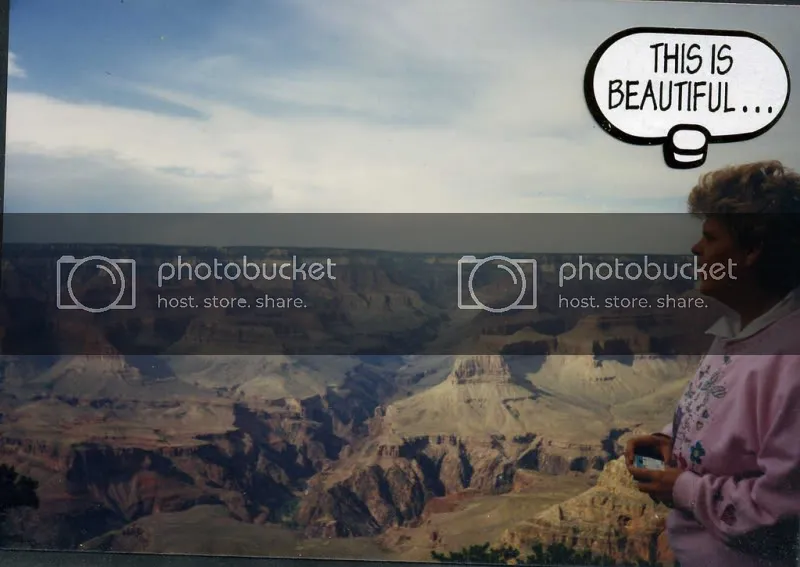 THIS IS
BEAUTIFUL...
photobucket
host. store. share.
photobucket
host. store. share.